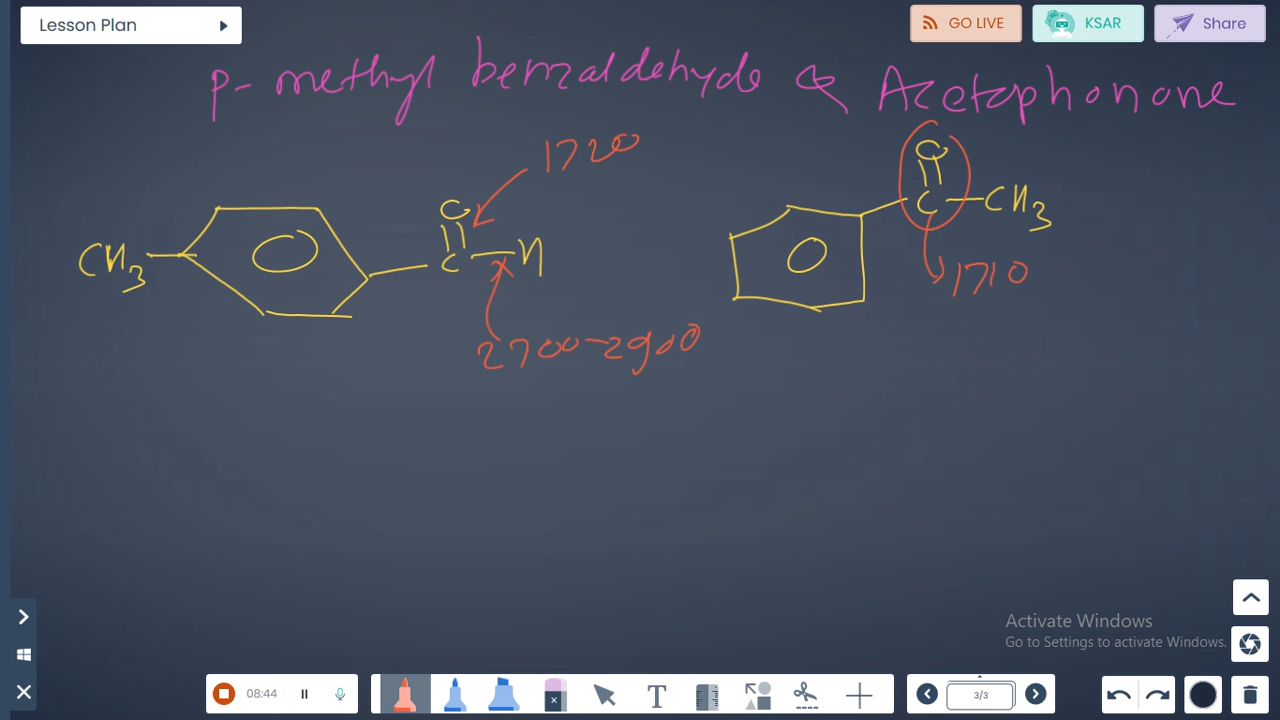 Lesson Plan
GO LIVE
KSAR
Share
p- methyl benzaldehyde & Acetophonone
1720
O
O
C
CH3
CH3
C
H
1710
2700-2900
Activate Windows
Go to Settings to activate Windows.
08:44
T
3/3